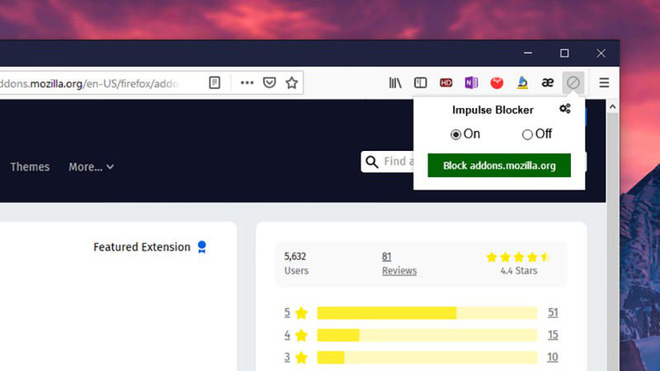 ddons.mozilla.org/en-US/firefox/addo
HD
N
æ
Impulse Blocker
On
Off
Block addons.mozilla.org
Themes
More...
Find a
Featured Extension
5,632
Users
81
Reviews
4.4 Stars
5
51
4
15
3
10